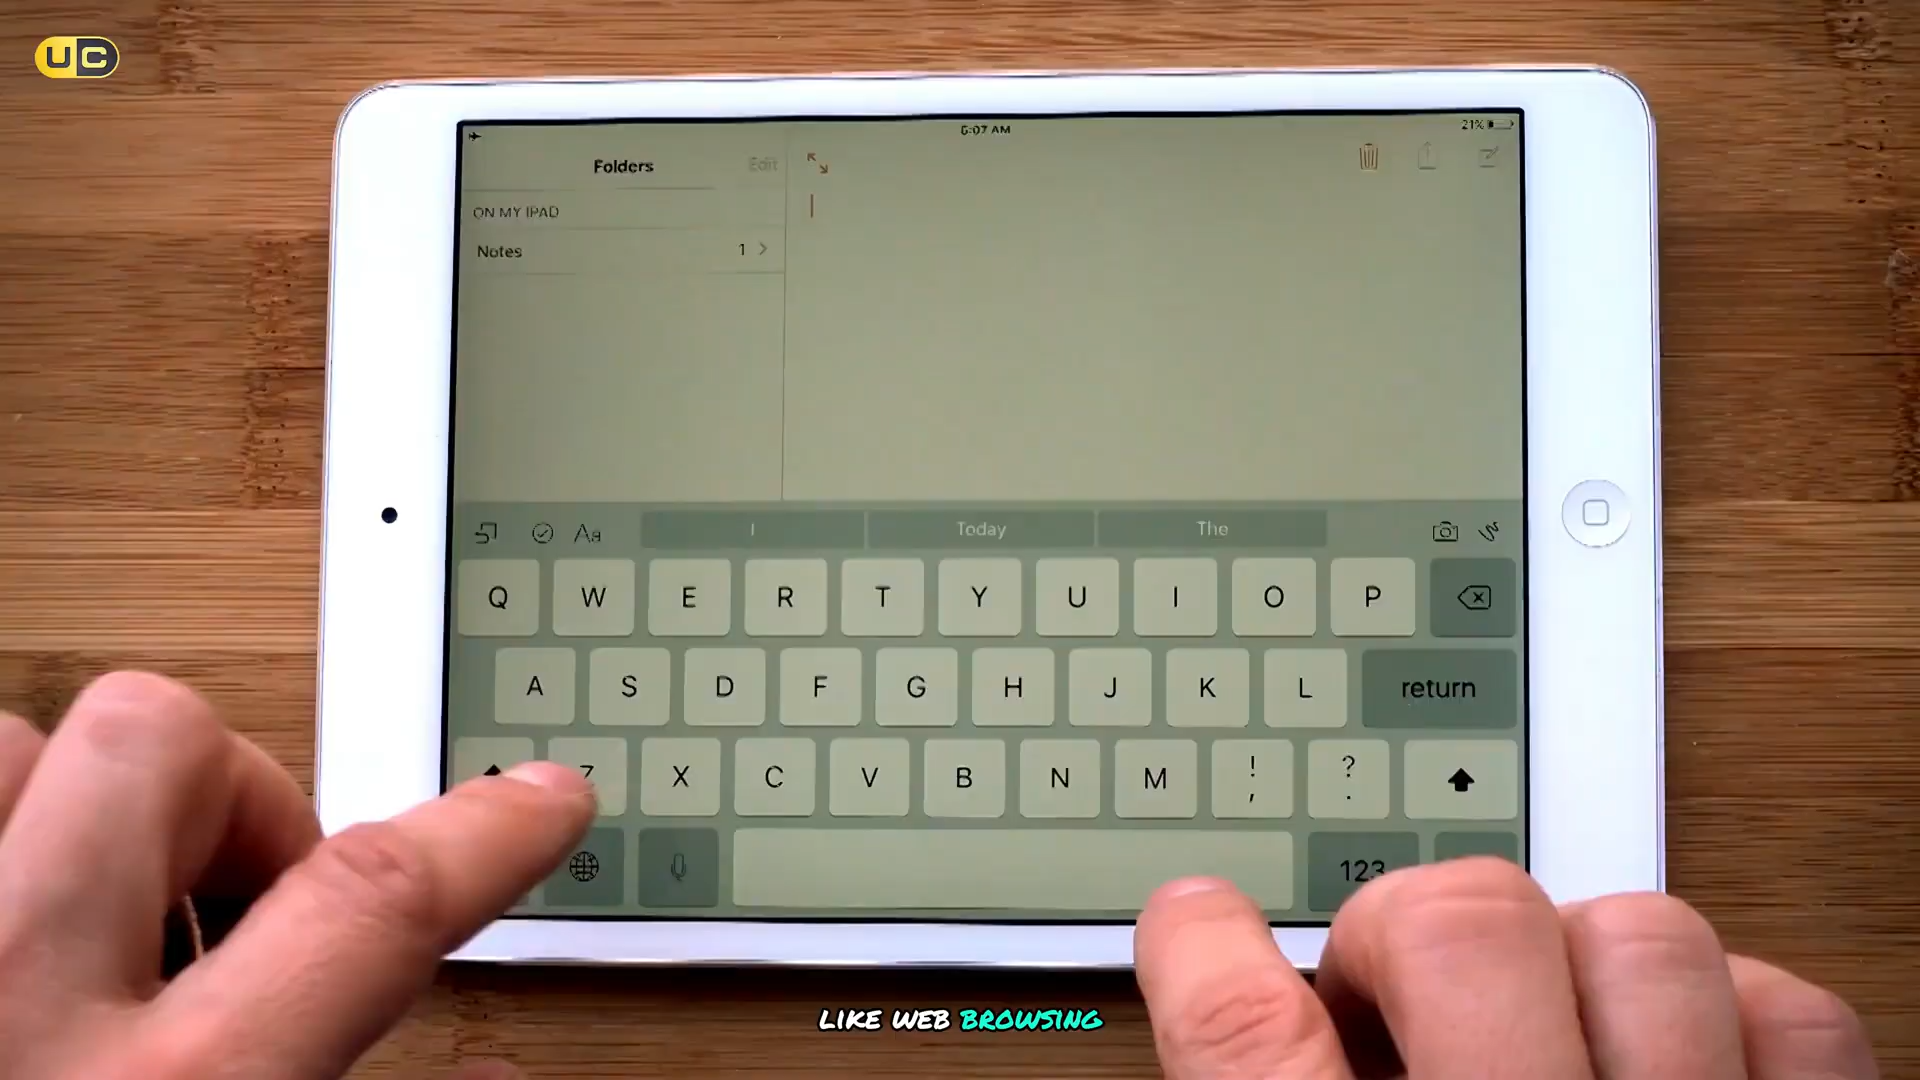 UC
6:07 AM
21%
Folders
Edit
ON MY IPAD
Notes
1
Aa
I
Today
The
Q W E R T Y U I O P
A S D F G H J K L return
Z X C V B N M ! , ? .
123
LIKE WEB BROWSING